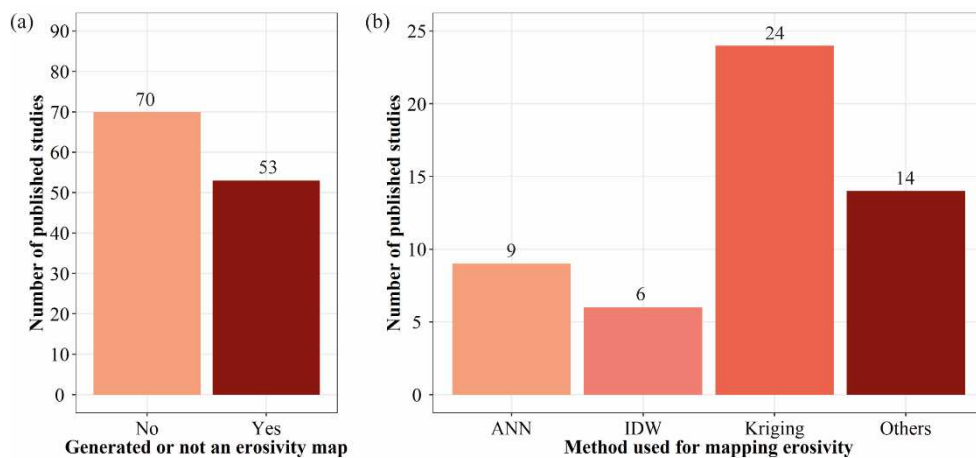 (a)
Number of published studies
90
80
70
60
50
40
30
20
10
0
70
53
No Yes
Generated or not an erosivity map
(b)
Number of published studies
25
20
15
10
5
0
9
6
24
14
ANN IDW Kriging Others
Method used for mapping erosivity